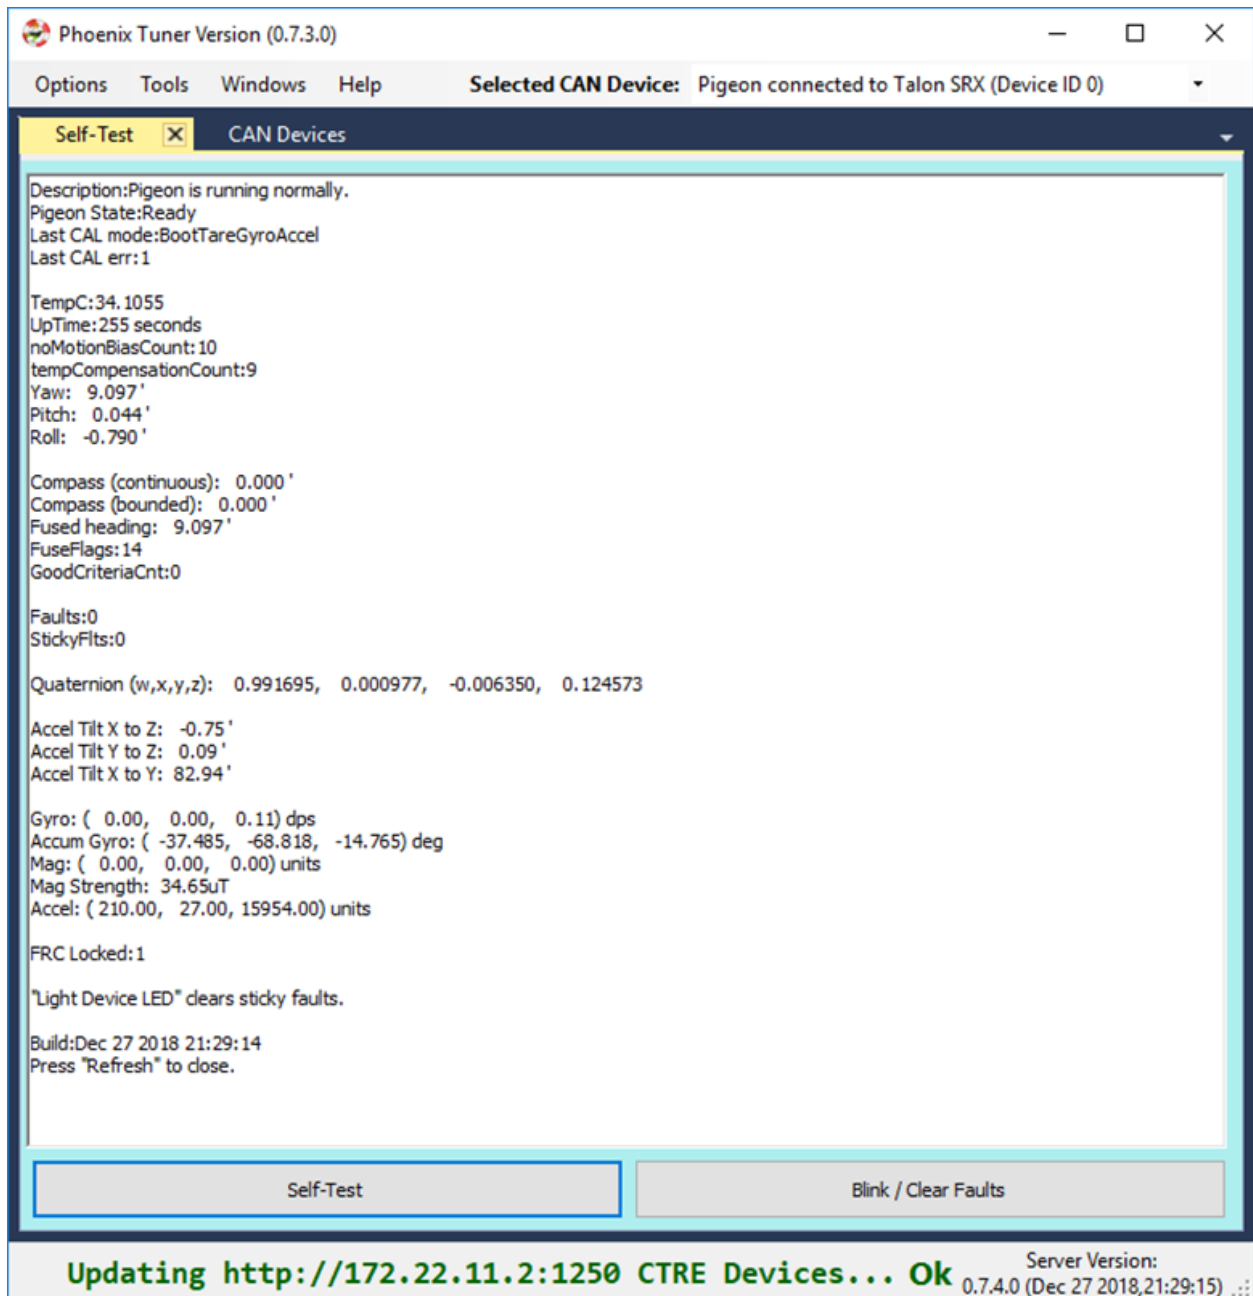 Phoenix Tuner Version (0.7.3.0)
Options Tools Windows Help Selected CAN Device: Pigeon connected to Talon SRX (Device ID 0)
Self-Test CAN Devices
Description:Pigeon is running normally.
Pigeon State:Ready
Last CAL mode:BootTareGyroAccel
Last CAL err:1
TempC:34.1055
UpTime:255 seconds
noMotionBiasCount:10
tempCompensationCount:9
Yaw: 9.097'
Pitch: 0.044'
Roll: -0.790'
Compass (continuous): 0.000'
Compass (bounded): 0.000'
Fused heading: 9.097'
FuseFlags:14
GoodCriteriaCnt:0
Faults:0
StickyFlts:0
Quaternion (w,x,y,z): 0.991695, 0.000977, -0.006350, 0.124573
Accel Tilt X to Z: -0.75'
Accel Tilt Y to Z: 0.09'
Accel Tilt X to Y: 82.94'
Gyro: ( 0.00, 0.00, 0.11) dps
Accum Gyro: ( -37.485, -68.818, -14.765) deg
Mag: ( 0.00, 0.00, 0.00) units
Mag Strength: 34.65uT
Accel: ( 210.00, 27.00, 15954.00) units
FRC Locked:1
"Light Device LED" clears sticky faults.
Build:Dec 27 2018 21:29:14
Press "Refresh" to close.
Self-Test Blink / Clear Faults
Updating http://172.22.11.2:1250 CTRE Devices... Ok
Server Version:
0.7.4.0 (Dec 27 2018,21:29:15)